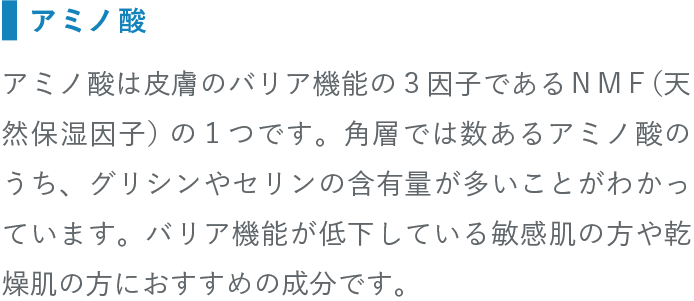 アミノ酸
アミノ酸は皮膚のバリア機能の３因子であるＮＭＦ（天
然保湿因子）の１つです。角層では数あるアミノ酸の
うち、グリシンやセリンの含有量が多いことがわかっ
ています。バリア機能が低下している敏感肌の方や乾
燥肌の方におすすめの成分です。